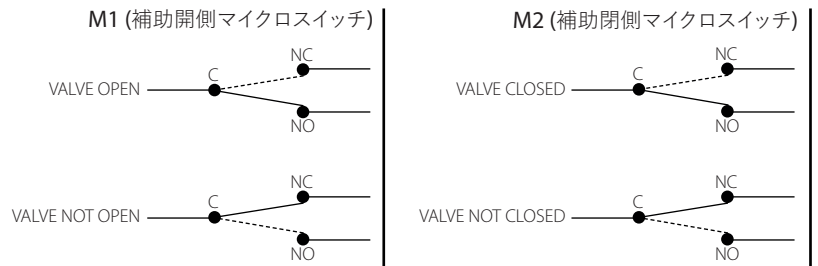 M1 (補助開側マイクロスイッチ)
NC
C
VALVE OPEN
NO
NC
C
VALVE NOT OPEN
NO
M2 (補助閉側マイクロスイッチ)
NC
C
VALVE CLOSED
NO
NC
C
VALVE NOT CLOSED
NO